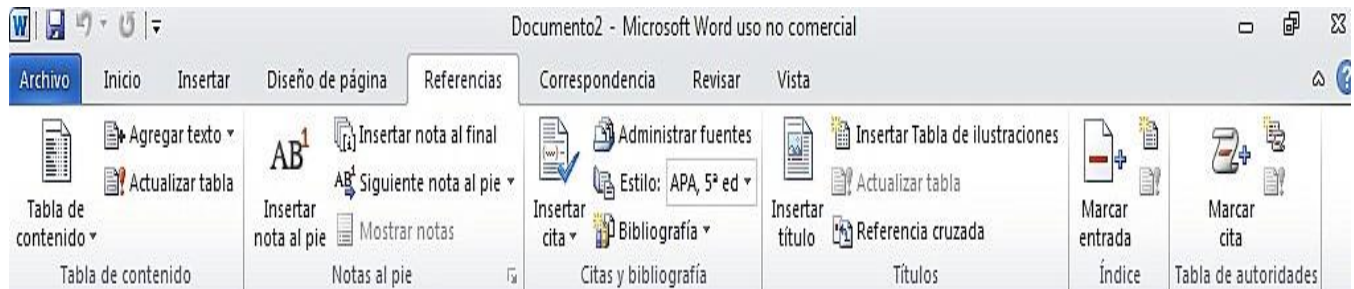 W
Documento2 - Microsoft Word uso no comercial
Archivo Inicio Insertar Diseño de página Referencias Correspondencia Revisar Vista
Tabla de
contenido
Agregar texto
Actualizar tabla
Tabla de contenido
AB1
Insertar
nota al pie
Insertar nota al final
AB1 Siguiente nota al pie
Mostrar notas
Notas al pie
Insertar
cita
Administrar fuentes
Estilo: APA, 5ª ed
Bibliografía
Citas y bibliografía
Insertar
título
Insertar Tabla de ilustraciones
Actualizar tabla
Referencia cruzada
Títulos
Marcar
entrada
Índice
Marcar
cita
Tabla de autoridades